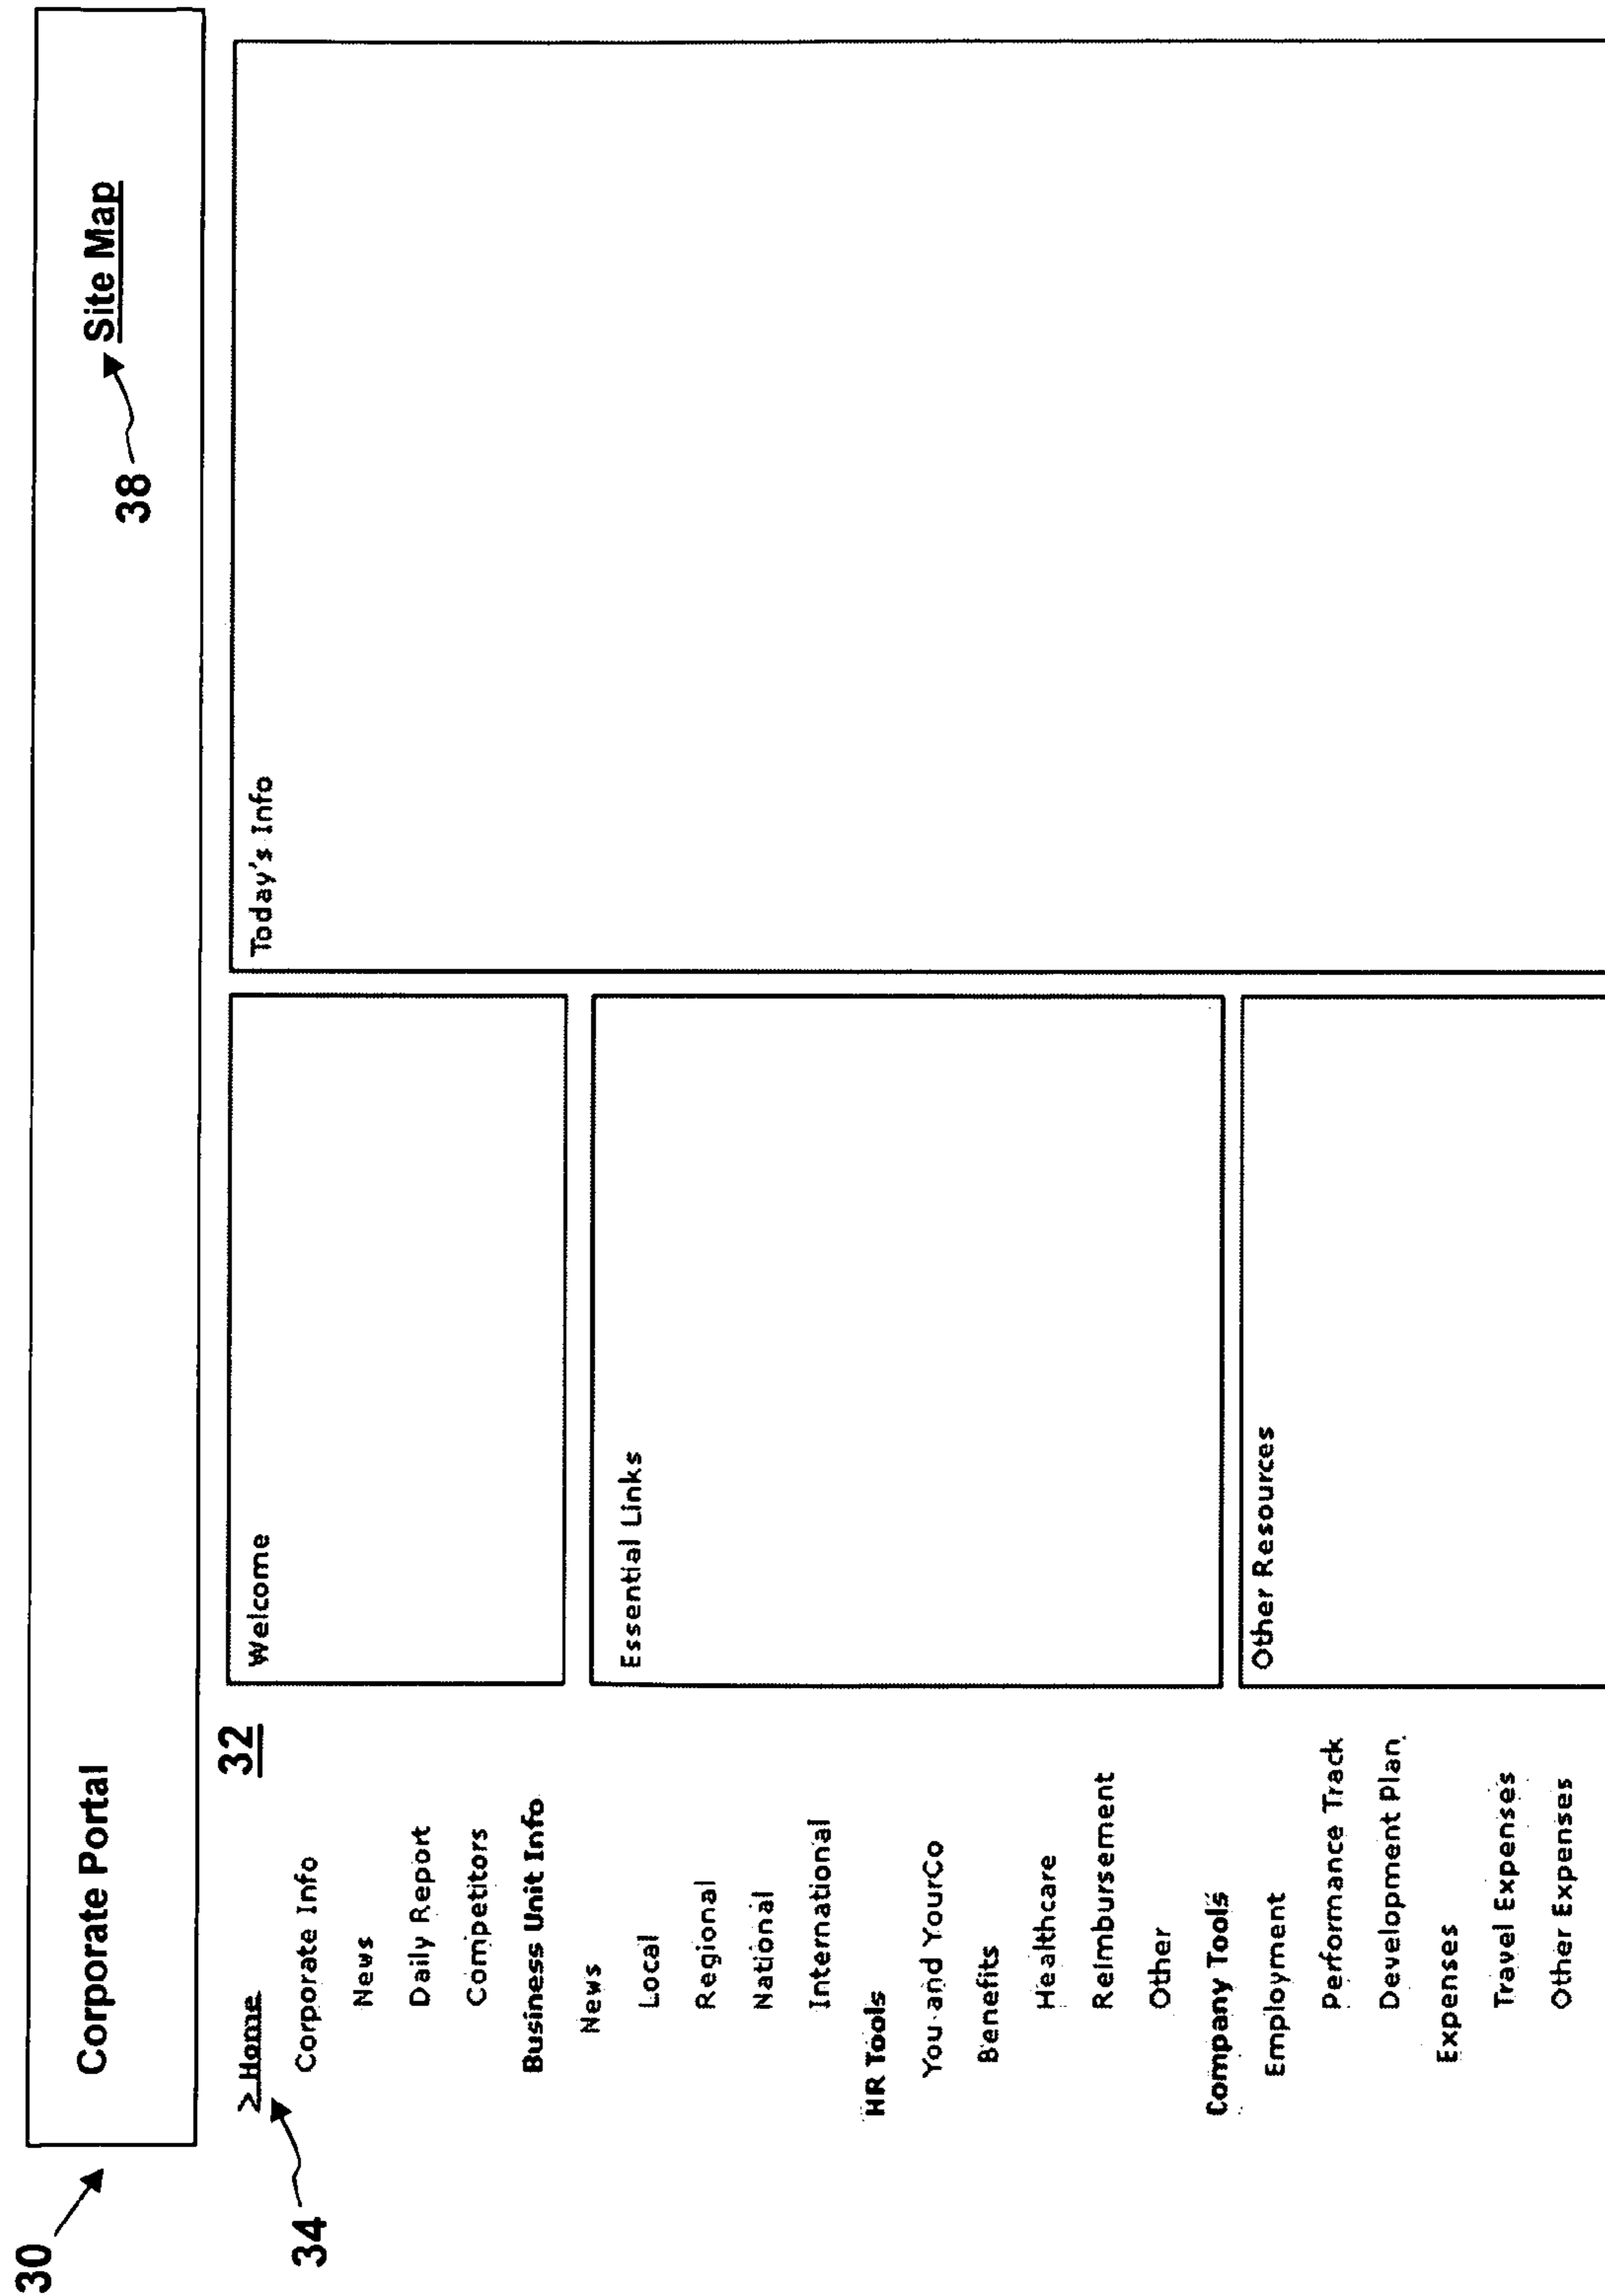 30
Corporate Portal
38
Site Map
34
> Home
32
Corporate Info
News
Daily Report
Competitors
Business Unit Info
News
Local
Regional
National
International
HR Tools
You and YourCo
Benefits
Healthcare
Reimbursement
Other
Company Tools
Employment
Performance Track
Development Plan
Expenses
Travel Expenses
Other Expenses
Welcome
Essential Links
Other Resources
Today's Info